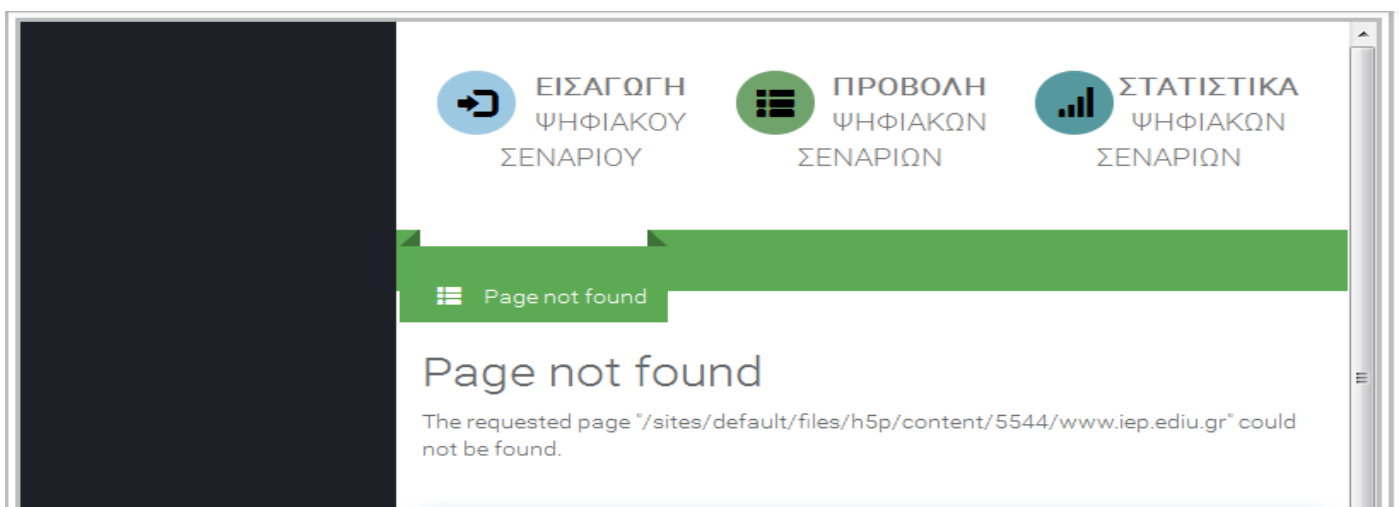 ΕΙΣΑΓΩΓΗ
ΨΗΦΙΑΚΟΥ
ΣΕΝΑΡΙΟΥ
ΠΡΟΒΟΛΗ
ΨΗΦΙΑΚΩΝ
ΣΕΝΑΡΙΩΝ
ΣΤΑΤΙΣΤΙΚΑ
ΨΗΦΙΑΚΩΝ
ΣΕΝΑΡΙΩΝ
Page not found
Page not found
The requested page "/sites/default/files/h5p/content/5544/www.iep.ediu.gr" could
not be found.